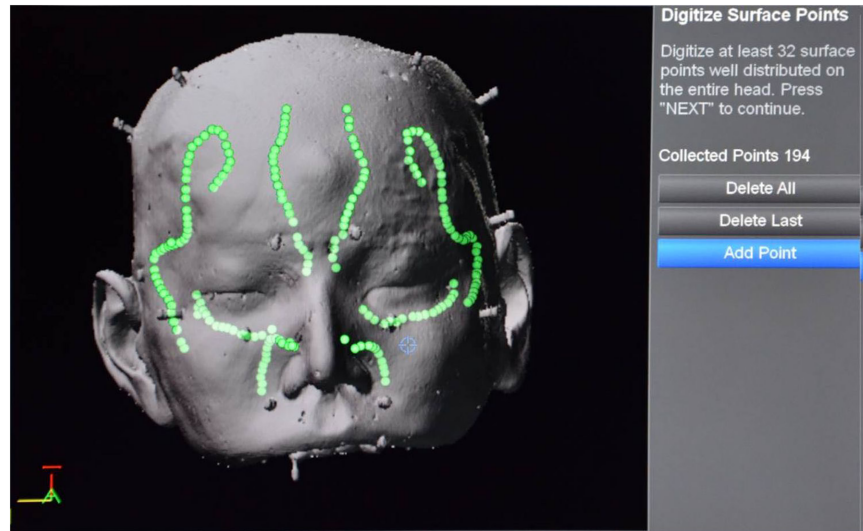 Digitize Surface Points
Digitize at least 32 surface
points well distributed on
the entire head. Press
"NEXT" to continue.
Collected Points 194
Delete All
Delete Last
Add Point